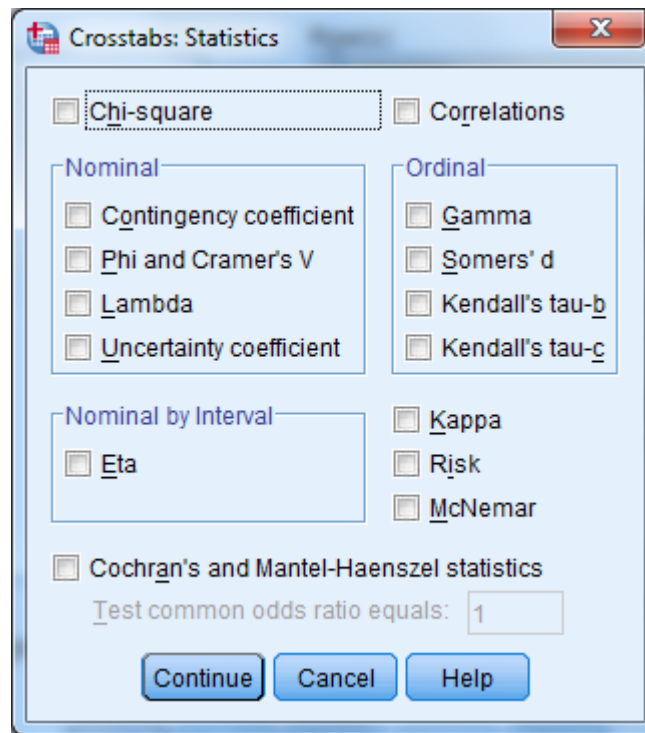 Crosstabs: Statistics
Chi-square
Correlations
Nominal
Contingency coefficient
Phi and Cramer's V
Lambda
Uncertainty coefficient
Ordinal
Gamma
Somers' d
Kendall's tau-b
Kendall's tau-c
Nominal by Interval
Eta
Kappa
Risk
McNemar
Cochran's and Mantel-Haenszel statistics
Test common odds ratio equals: 1
Continue Cancel Help